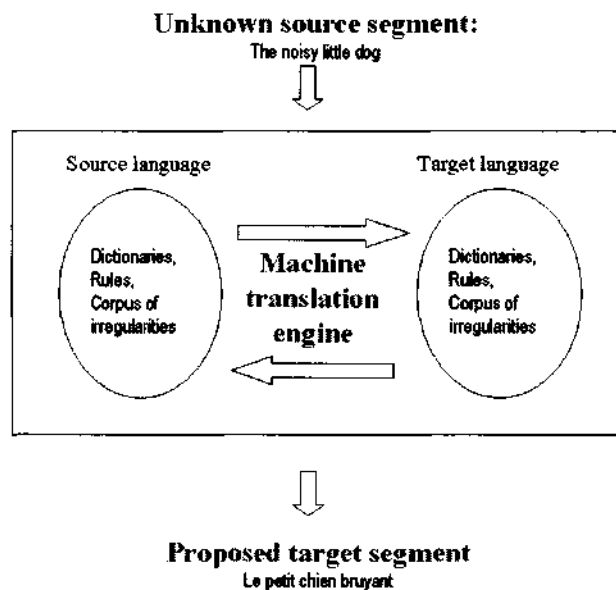 Unknown source segment:
The noisy little dog
Source language
Target language
Dictionaries,
Rules,
Corpus of
irregularities
Machine
translation
engine
Dictionaries,
Rules,
Corpus of
irregularities
Proposed target segment
Le petit chien bruyant